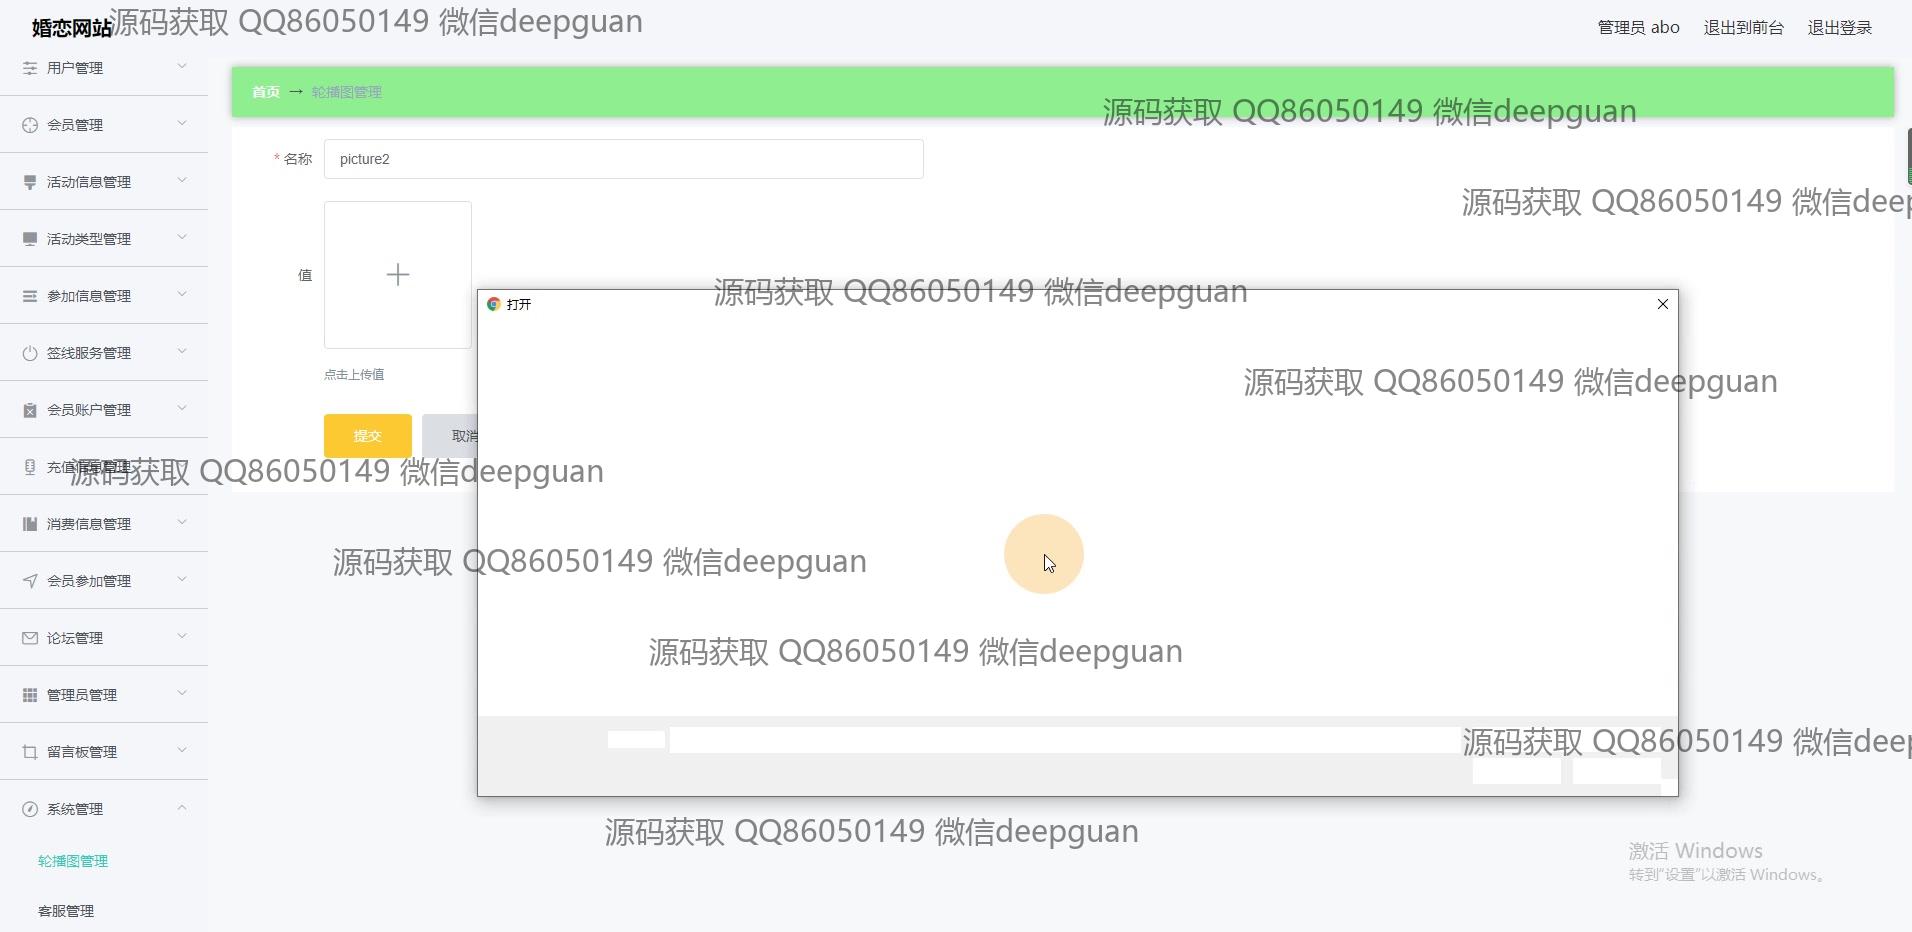 婚恋网站
源码获取 QQ86050149 微信deepguan
管理员 abo 退出到前台 退出登录
用户管理
首页 → 轮播图管理
源码获取 QQ86050149 微信deepguan
会员管理
* 名称 picture2
活动信息管理
源码获取 QQ86050149 微信deep
活动类型管理
值
源码获取 QQ86050149 微信deepguan
参加信息管理
打开
签线服务管理
点击上传值
源码获取 QQ86050149 微信deepguan
会员账户管理
提交 取消
充值信息管理
源码获取 QQ86050149 微信deepguan
消费信息管理
源码获取 QQ86050149 微信deepguan
会员参加管理
论坛管理
源码获取 QQ86050149 微信deepguan
管理员管理
留言板管理
源码获取 QQ86050149 微信deep
系统管理
源码获取 QQ86050149 微信deepguan
激活 Windows
轮播图管理
转到“设置”以激活 Windows。
客服管理